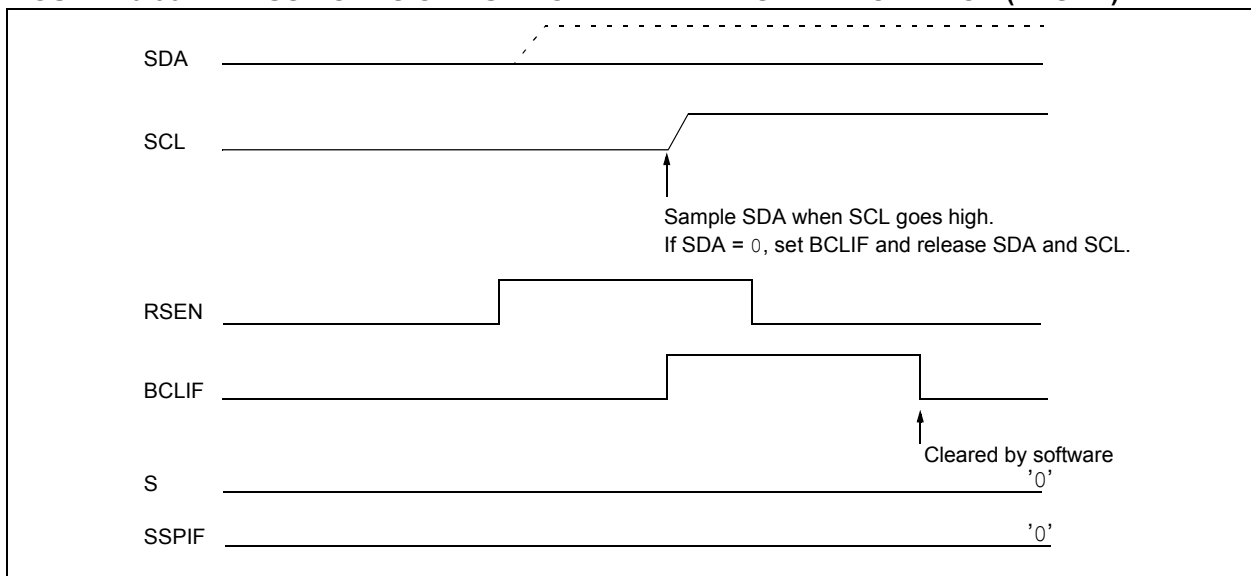 SDA
SCL
Sample SDA when SCL goes high.
If SDA = 0, set BCLIF and release SDA and SCL.
RSEN
BCLIF
Cleared by software
S
'0'
SSPIF
'0'